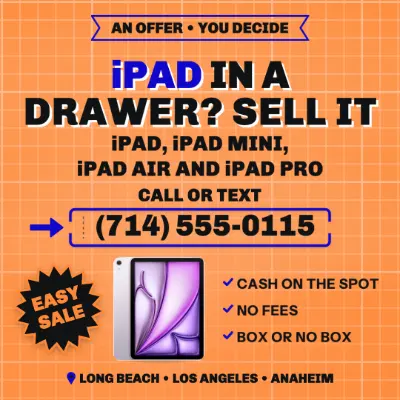 AN OFFER • YOU DECIDE
iPAD IN A
DRAWER? SELL IT
iPAD, iPAD MINI,
iPAD AIR AND iPAD PRO
CALL OR TEXT
(714) 555-0115
EASY
SALE
CASH ON THE SPOT
NO FEES
BOX OR NO BOX
LONG BEACH • LOS ANGELES • ANAHEIM